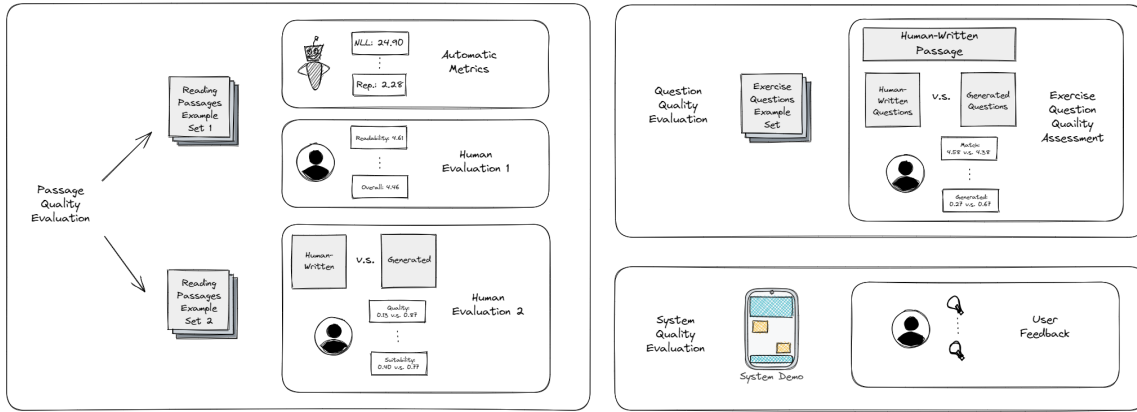 Passage
Quality
Evaluation
Reading
Passages
Example
Set 1
NLL: 24.90
Rep.: 2.28
Automatic
Metrics
Readability: 4.61
Overall: 4.46
Human
Evaluation 1
Reading
Passages
Example
Set 2
Human-
Written
v.s.
Generated
Quality:
0.13 v.s. 0.87
Suitability:
0.40 v.s. 0.77
Human
Evaluation 2
Question
Quality
Evaluation
Exercise
Questions
Example
Set
Human-Written
Passage
Human-
Written
Questions
v.s.
Generated
Questions
Match:
4.58 v.s. 4.38
Generated:
0.27 v.s. 0.67
Exercise
Question
Quaility
Assessment
System
Quality
Evaluation
System Demo
User
Feedback